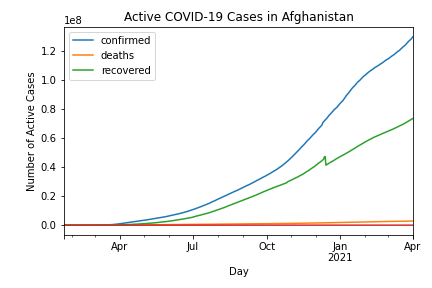 Active COVID-19 Cases in Afghanistan
1e8
confirmed
deaths
recovered
Number of Active Cases
1.2
1.0
0.8
0.6
0.4
0.2
0.0
Apr
Jul
Oct
Jan
2021
Apr
Day